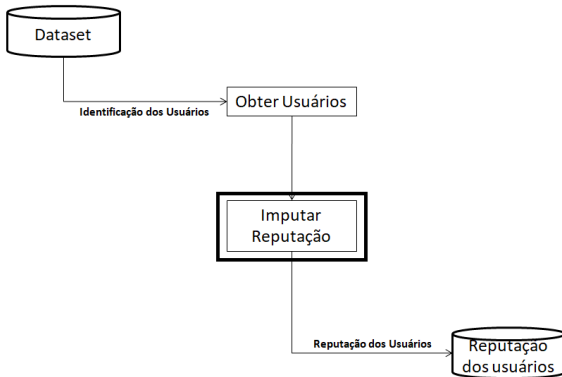 Dataset
Identificação dos Usuários
Obter Usuários
Imputar
Reputação
Reputação dos Usuários
Reputação
dos usuários